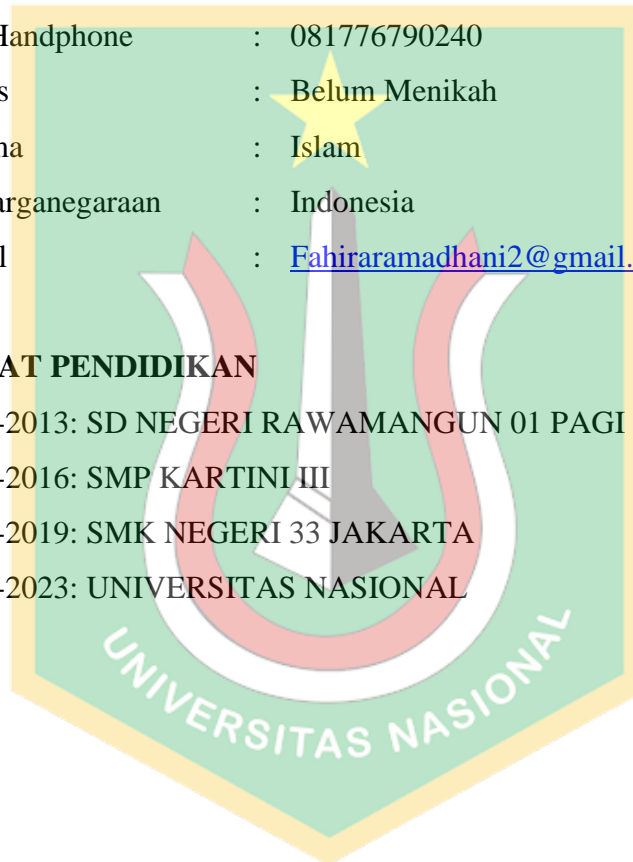 Handphone : 081776790240
s : Belum Menikah
na : Islam
arganegaraan : Indonesia
l : Fahiraramadhani2@gmail.
AT PENDIDIKAN
-2013: SD NEGERI RAWAMANGUN 01 PAGI
-2016: SMP KARTINI III
-2019: SMK NEGERI 33 JAKARTA
-2023: UNIVERSITAS NASIONAL
UNIVERSITAS NASIONAL